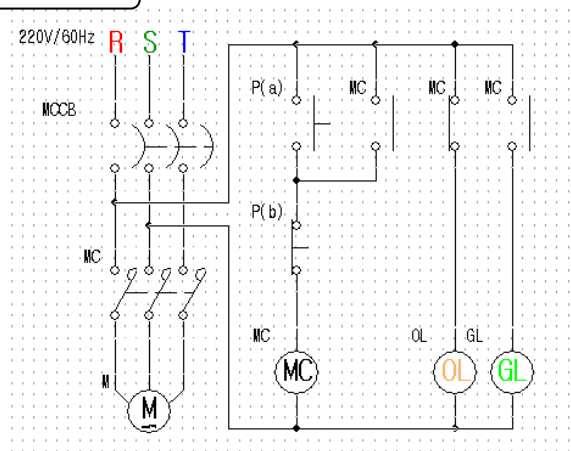 220V/60Hz R S T
P(a) MC MC MC
MCCB
P(b)
MC
MC OL GL
MC OL GL
M
M